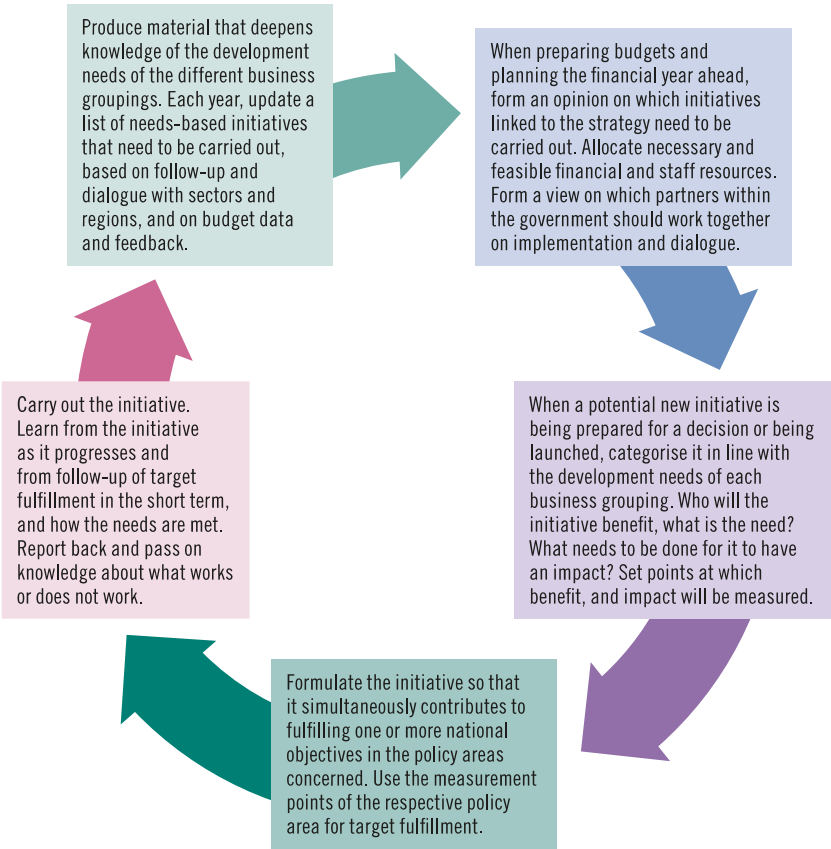 Produce material that deepens
knowledge of the development
needs of the different business
groupings. Each year, update a
list of needs-based initiatives
that need to be carried out,
based on follow-up and
dialogue with sectors and
regions, and on budget data
and feedback.
When preparing budgets and
planning the financial year ahead,
form an opinion on which initiatives
linked to the strategy need to be
carried out. Allocate necessary and
feasible financial and staff resources.
Form a view on which partners within
the government should work together
on implementation and dialogue.
When a potential new initiative is
being prepared for a decision or being
launched, categorise it in line with
the development needs of each
business grouping. Who will the
initiative benefit, what is the need?
What needs to be done for it to have
an impact? Set points at which
benefit, and impact will be measured.
Formulate the initiative so that
it simultaneously contributes to
fulfilling one or more national
objectives in the policy areas
concerned. Use the measurement
points of the respective policy
area for target fulfillment.
Carry out the initiative.
Learn from the initiative
as it progresses and
from follow-up of target
fulfillment in the short term,
and how the needs are met.
Report back and pass on
knowledge about what works
or does not work.